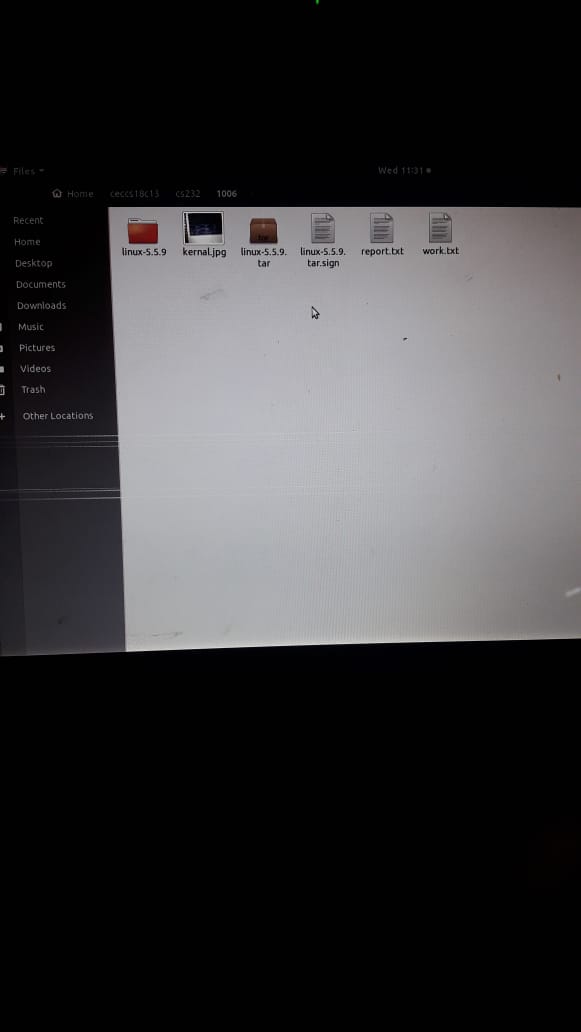 Files
Wed 11:31
Home ceccs18c13 cs232 1006
Recent
Home
Desktop
Documents
Downloads
Music
Pictures
Videos
Trash
Other Locations
linux-5.5.9
kernal.jpg
linux-5.5.9.
tar
linux-5.5.9.
tar.sign
report.txt
work.txt